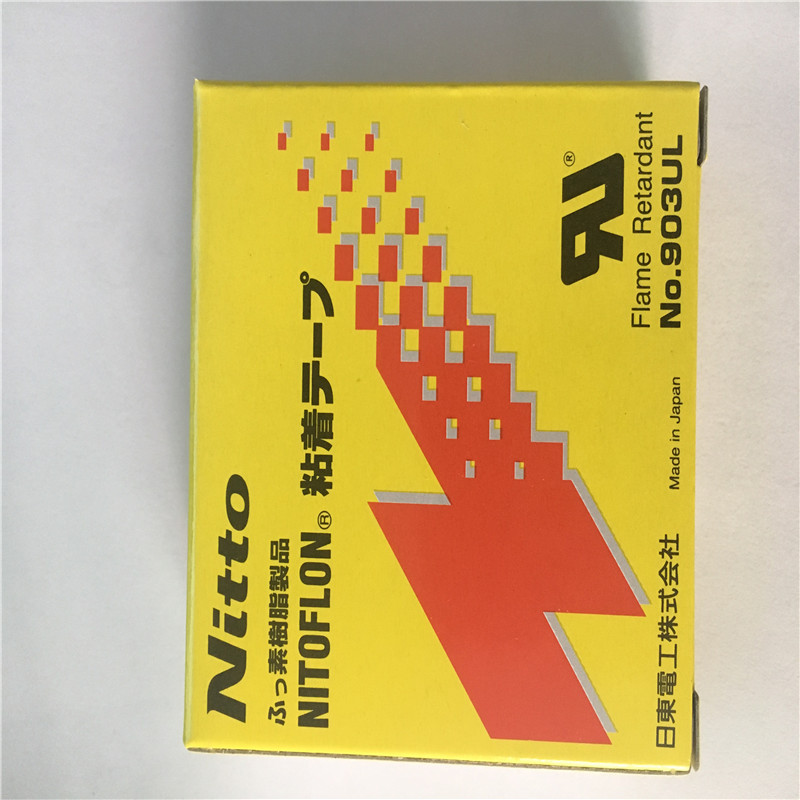 Nitto
ふっ素樹脂製品
NITOFLON® 粘着テープ
RU®
Flame Retardant
No.903UL
Made in Japan
日東電工株式会社